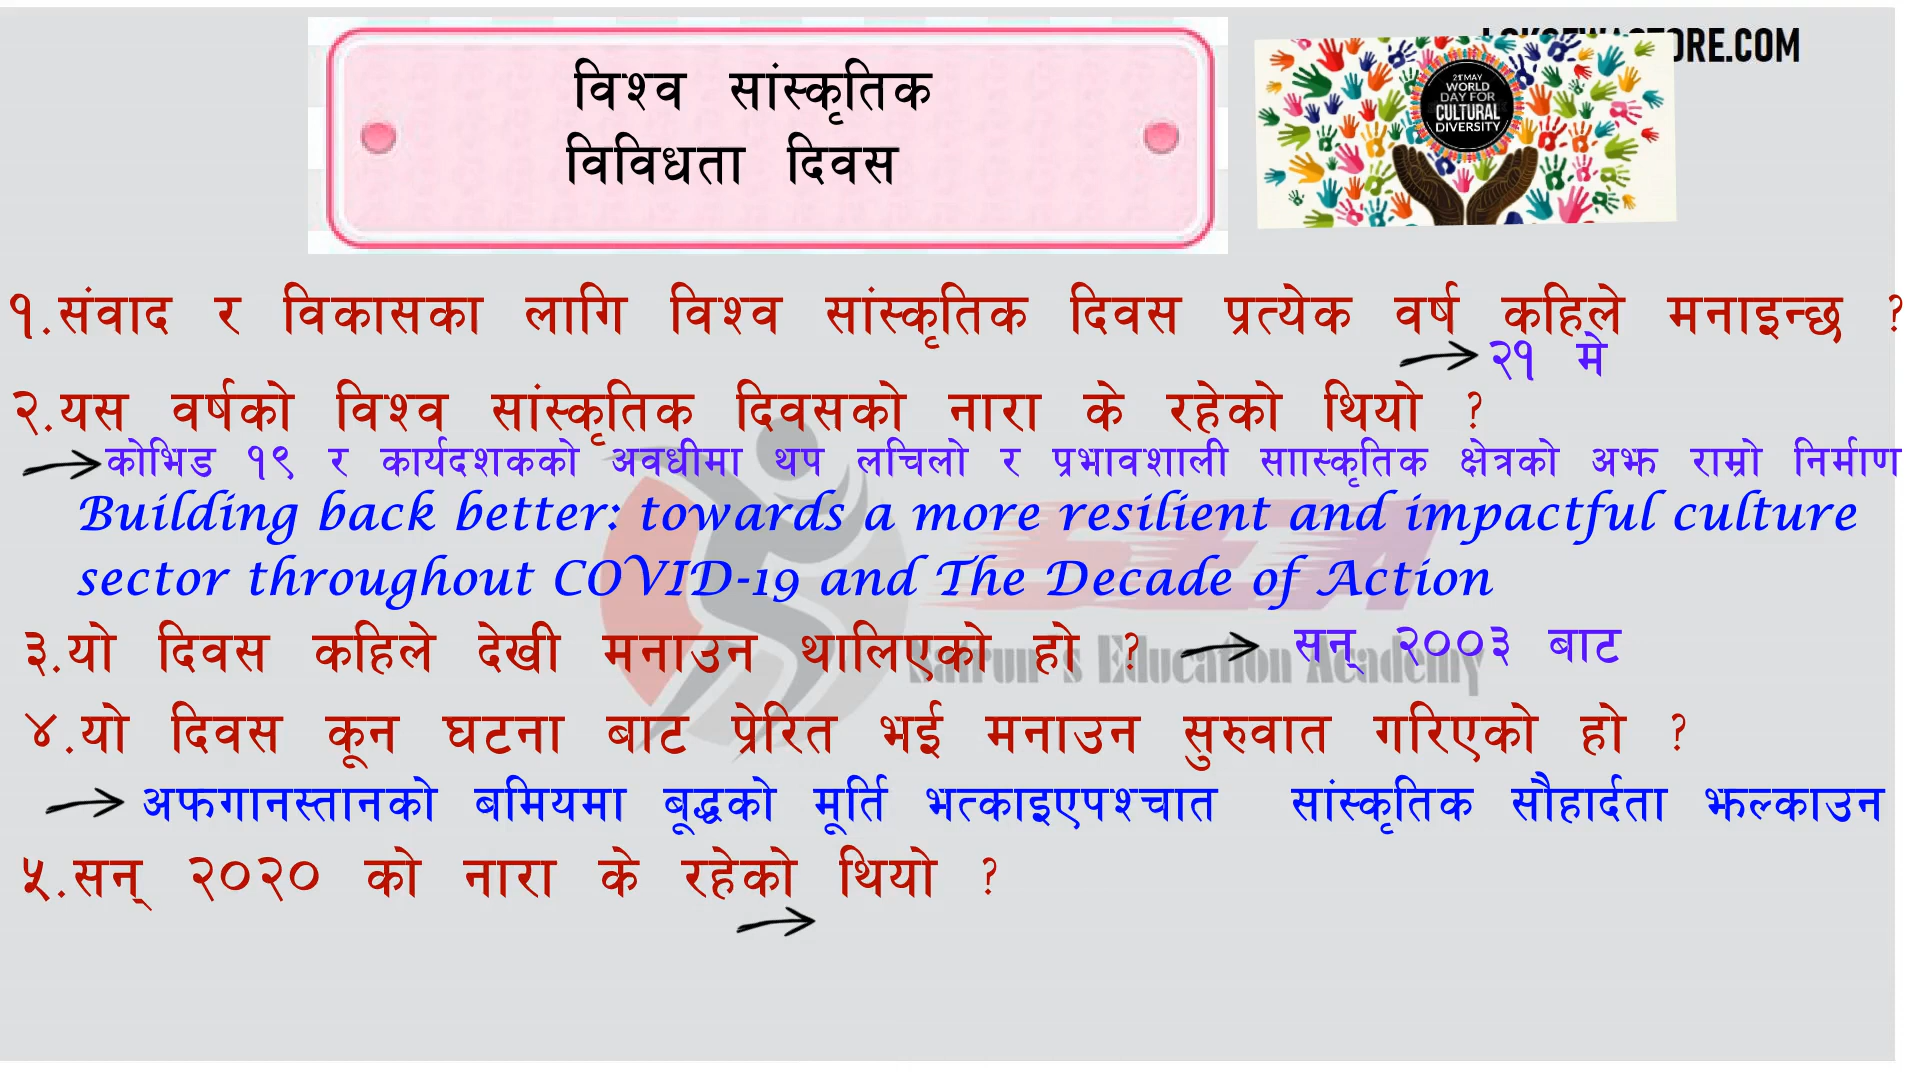 विश्व सांस्कृतिक
विविधता दिवस
21ST MAY
WORLD
DAY FOR
CULTURAL
DIVERSITY
१.संवाद र विकासका लागि विश्व सांस्कृतिक दिवस प्रत्येक वर्ष कहिले मनाइन्छ ?
२१ मे
२.यस वर्षको विश्व सांस्कृतिक दिवसको नारा के रहेको थियो ?
कोभिड १९ र कार्यदशकको अवधीमा थप लचिलो र प्रभावशाली साास्कृतिक क्षेत्रको अझ राम्रो निर्माण
Building back better: towards a more resilient and impactful culture
sector throughout COVID-19 and The Decade of Action
३.यो दिवस कहिले देखी मनाउन थालिएको हो ? सन् २००३ बाट
Education Academy
४.यो दिवस कून घटना बाट प्रेरित भई मनाउन सुरुवात गरिएको हो ?
अफगानस्तानको बमियमा बूद्धको मूर्ति भत्काइएपश्चात सांस्कृतिक सौहार्दता झल्काउन
५.सन् २०२० को नारा के रहेको थियो ?